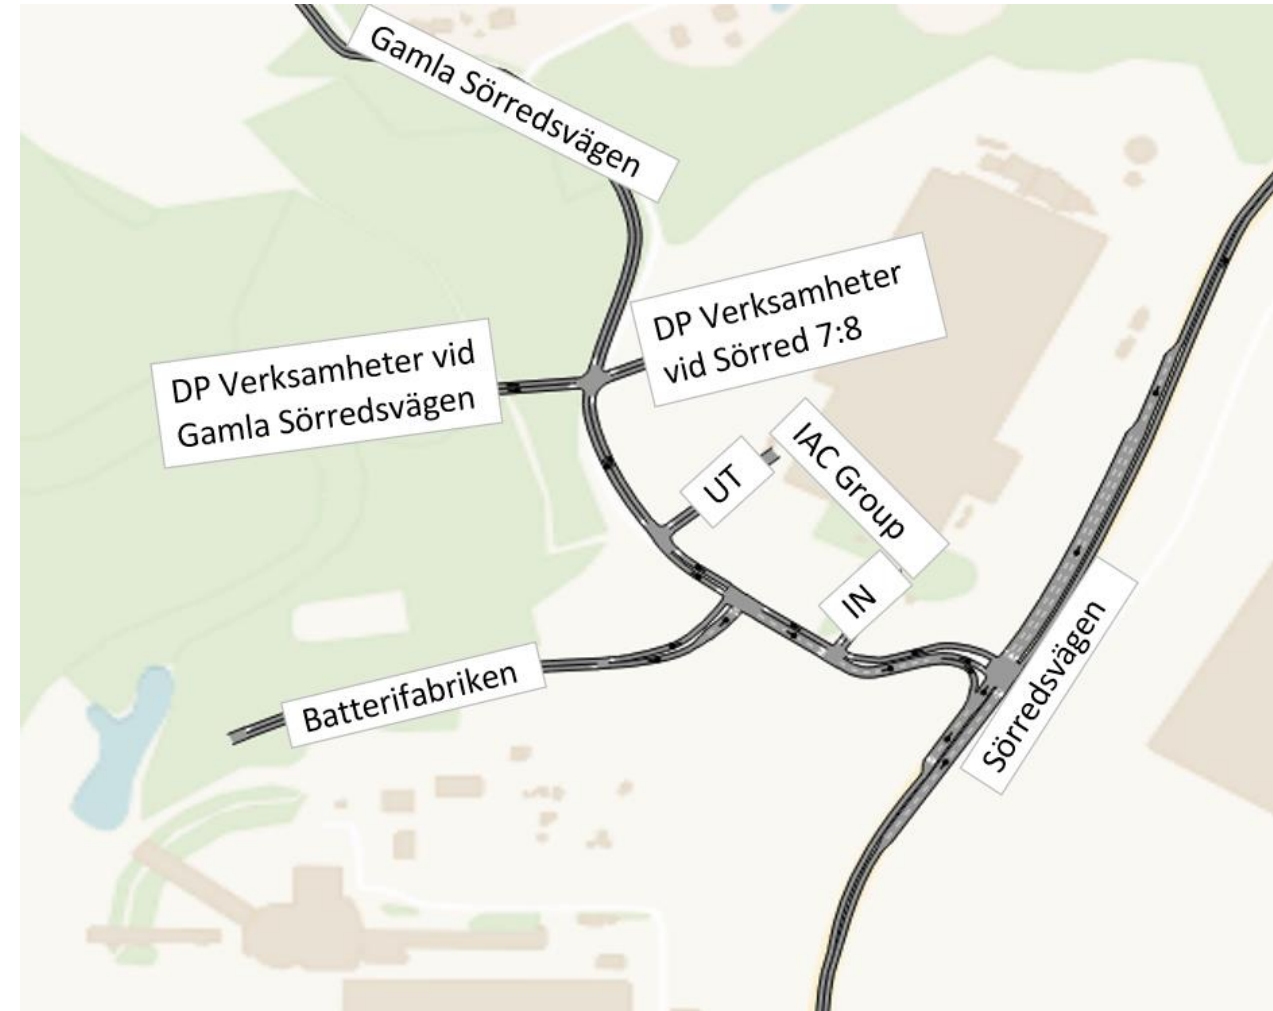 Gamla Sörredsvägen
DP Verksamheter
vid Sörred 7:8
DP Verksamheter vid
Gamla Sörredsvägen
IAC Group
UT
IN
Sörredsvägen
Batterifabriken